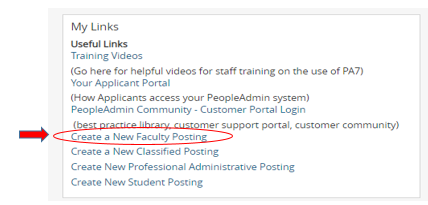 My Links
Useful Links
Training Videos
(Go here for helpful videos for staff training on the use of PA7)
Your Applicant Portal
(How Applicants access your PeopleAdmin system)
PeopleAdmin Community - Customer Portal Login
(best practice library, customer support portal, customer community)
Create a New Faculty Posting
Create a New Classified Posting
Create New Professional Administrative Posting
Create New Student Posting